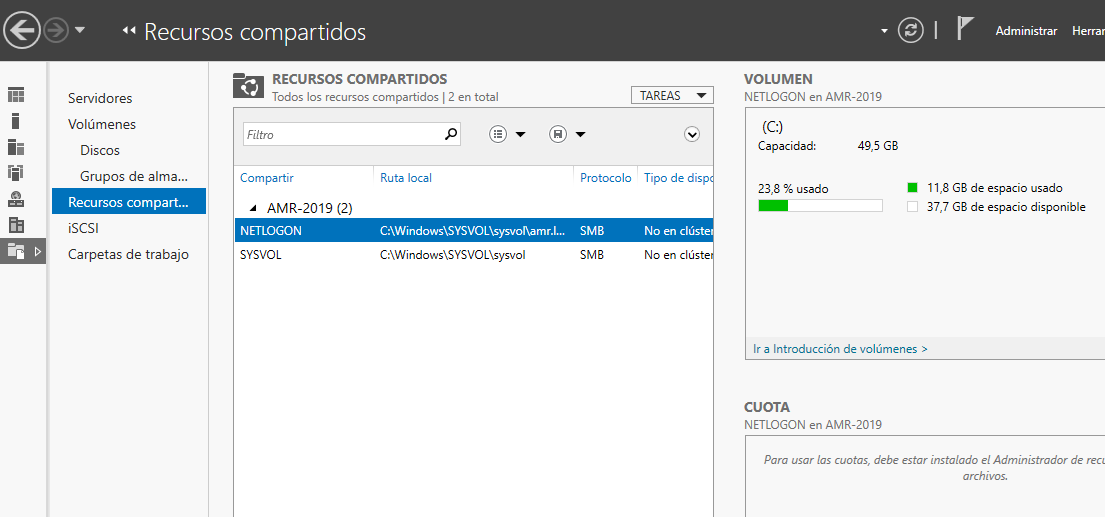 Recursos compartidos
Administrar
Herrar
Servidores
Volúmenes
Discos
Grupos de alma...
Recursos compart...
iSCSI
Carpetas de trabajo
RECURSOS COMPARTIDOS
Todos los recursos compartidos | 2 en total
TAREAS
Filtro
Compartir Ruta local Protocolo Tipo de dispo
AMR-2019 (2)
NETLOGON C:\Windows\SYSVOL\sysvol\amr.l... SMB No en clúster
SYSVOL C:\Windows\SYSVOL\sysvol SMB No en clúster
VOLUMEN
NETLOGON en AMR-2019
(C:)
Capacidad: 49,5 GB
23,8 % usado
11,8 GB de espacio usado
37,7 GB de espacio disponible
Ir a Introducción de volúmenes >
CUOTA
NETLOGON en AMR-2019
Para usar las cuotas, debe estar instalado el Administrador de recu
archivos.